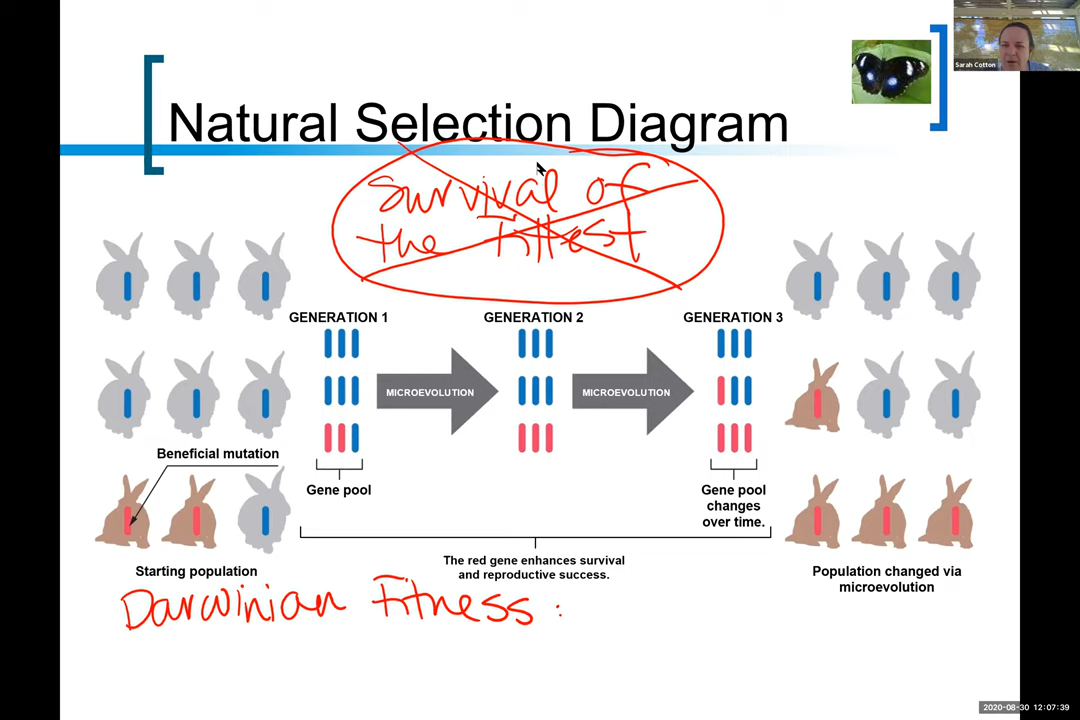 Sarah Cotton
Natural Selection Diagram
Survival of
the Fittest
GENERATION 1
GENERATION 2
GENERATION 3
MICROEVOLUTION
MICROEVOLUTION
Beneficial mutation
Gene pool
Gene pool
changes
over time.
Starting population
The red gene enhances survival
and reproductive success.
Population changed via
microevolution
Darwinian Fitness :
2020-08-30 12:07:39